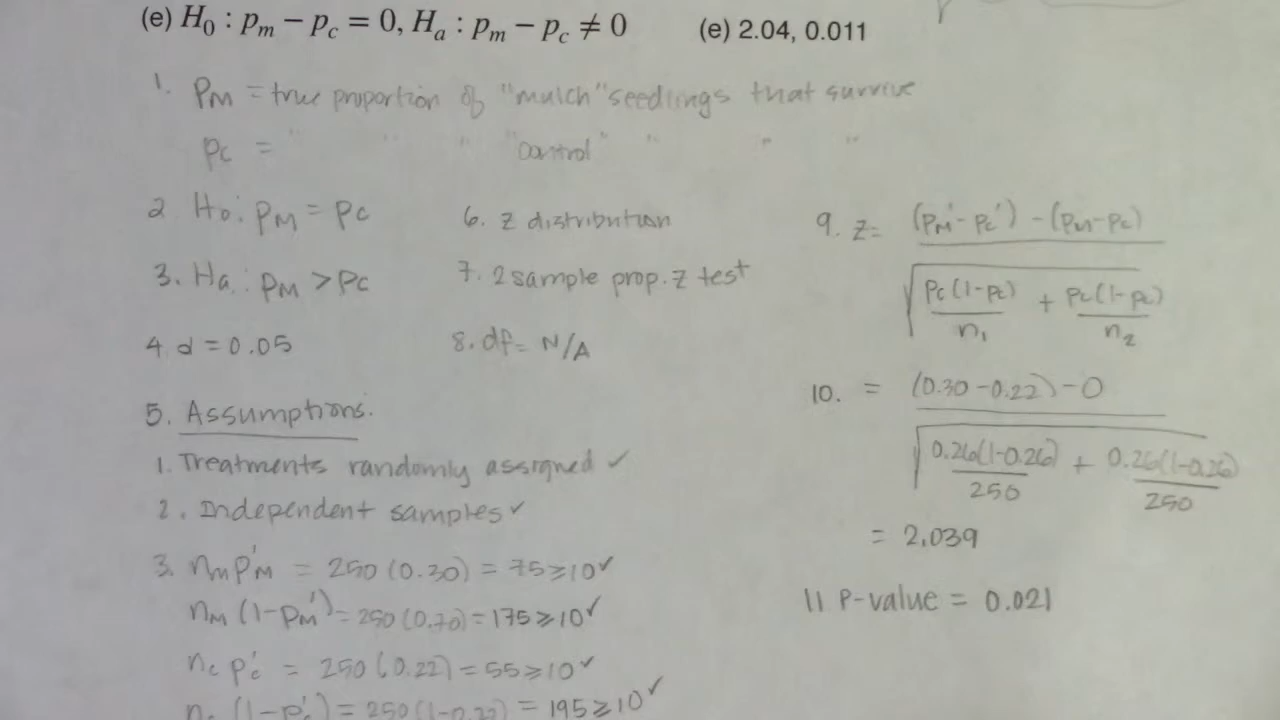 (e) H₀ : pₘ − p꜀ = 0, Hₐ : pₘ − p꜀ ≠ 0 (e) 2.04, 0.011
1. PM = true proportion of "mulch" seedlings that survive
Pc = " " " "control" " " "
2. Ho: PM = Pc
3. Ha: PM > Pc
4. α = 0.05
5. Assumptions.
1. Treatments randomly assigned ✓
2. Independent samples ✓
3. nMp'M = 250 (0.30) = 75 ≥ 10 ✓
nM (1-PM') = 250 (0.70) = 175 ≥ 10 ✓
nc p'c = 250 (0.22) = 55 ≥ 10 ✓
nc (1-p'c) = 250 (1-0.22) = 195 ≥ 10 ✓
6. z distribution
7. 2 sample prop. z test
8. df = N/A
9. z = (PM' - Pc') - (PM - Pc)
√ Pc (1-Pc) / n₁ + Pc (1-Pc) / n₂
10. = (0.30 - 0.22) - 0
√ 0.26(1-0.26) / 250 + 0.26(1-0.26) / 250
= 2.039
11 P-value = 0.021